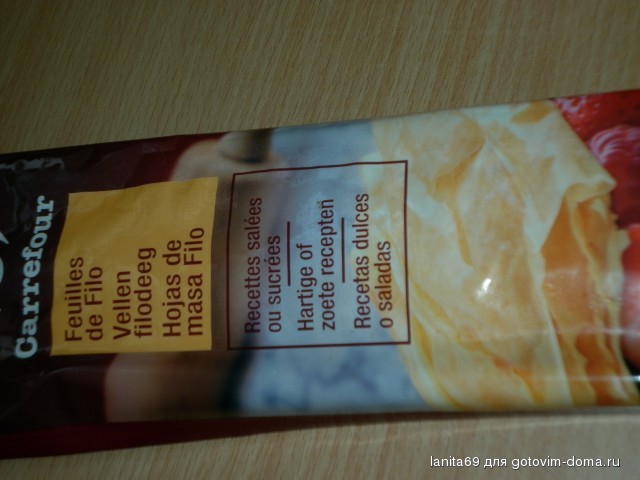 Carrefour
Feuilles
de Filo
Vellen
filodeeg
Hojas de
masa Filo
Recettes salées
ou sucrées
Hartige of
zoete recepten
Recetas dulces
o saladas
lanita69 для gotovim-doma.ru